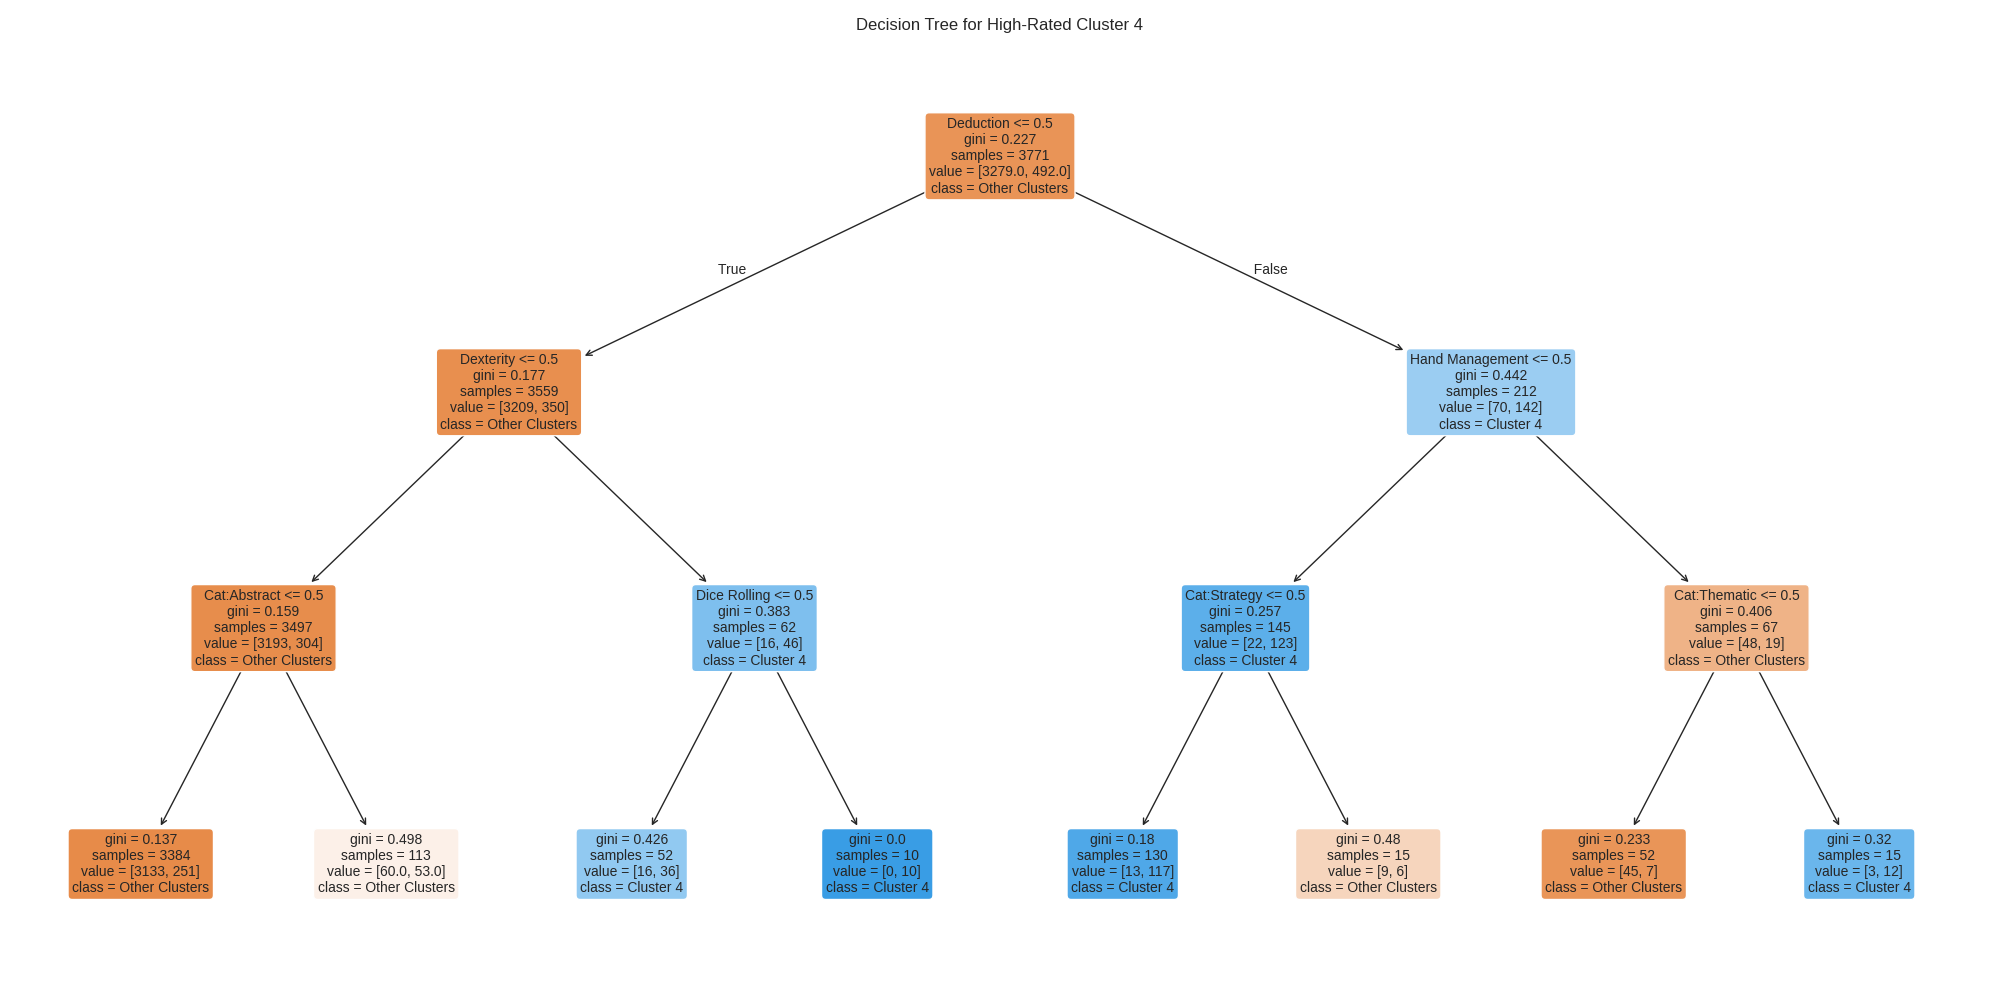 Decision Tree for High-Rated Cluster 4
Deduction <= 0.5
gini = 0.227
samples = 3771
value = [3279.0, 492.0]
class = Other Clusters
True
False
Dexterity <= 0.5
gini = 0.177
samples = 3559
value = [3209, 350]
class = Other Clusters
Hand Management <= 0.5
gini = 0.442
samples = 212
value = [70, 142]
class = Cluster 4
Cat:Abstract <= 0.5
gini = 0.159
samples = 3497
value = [3193, 304]
class = Other Clusters
Dice Rolling <= 0.5
gini = 0.383
samples = 62
value = [16, 46]
class = Cluster 4
Cat:Strategy <= 0.5
gini = 0.257
samples = 145
value = [22, 123]
class = Cluster 4
Cat:Thematic <= 0.5
gini = 0.406
samples = 67
value = [48, 19]
class = Other Clusters
gini = 0.137
samples = 3384
value = [3133, 251]
class = Other Clusters
gini = 0.498
samples = 113
value = [60.0, 53.0]
class = Other Clusters
gini = 0.426
samples = 52
value = [16, 36]
class = Cluster 4
gini = 0.0
samples = 10
value = [0, 10]
class = Cluster 4
gini = 0.18
samples = 130
value = [13, 117]
class = Cluster 4
gini = 0.48
samples = 15
value = [9, 6]
class = Other Clusters
gini = 0.233
samples = 52
value = [45, 7]
class = Other Clusters
gini = 0.32
samples = 15
value = [3, 12]
class = Cluster 4